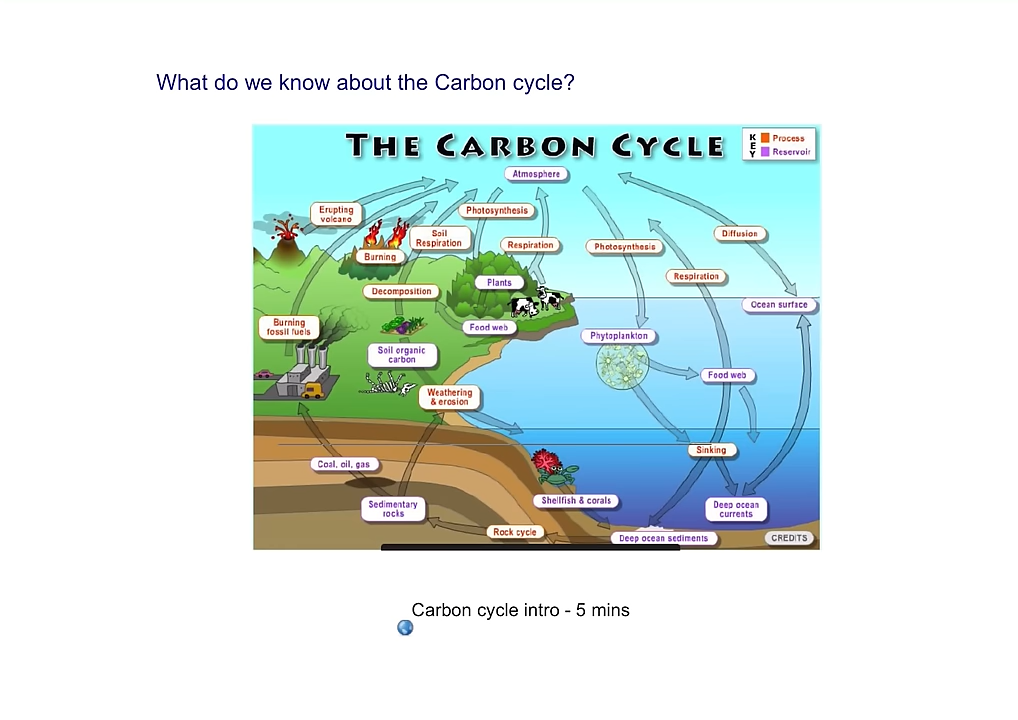 What do we know about the Carbon cycle?
THE CARBON CYCLE
KEY
Process
Reservoir
Atmosphere
Erupting
volcano
Photosynthesis
Soil
Respiration
Respiration
Photosynthesis
Diffusion
Burning
Respiration
Plants
Decomposition
Ocean surface
Burning
fossil fuels
Food web
Phytoplankton
Soil organic
carbon
Food web
Weathering
& erosion
Sinking
Coal, oil, gas
Shellfish & corals
Sedimentary
rocks
Deep ocean
currents
Rock cycle
Deep ocean sediments
CREDITS
Carbon cycle intro - 5 mins